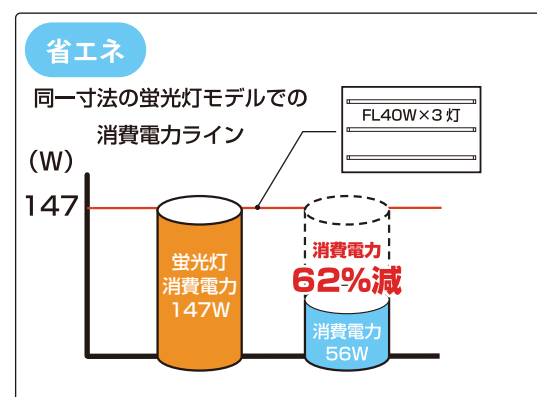 省エネ
同一寸法の蛍光灯モデルでの
消費電力ライン
FL40W×3灯
(W)
147
蛍光灯
消費電力
147W
消費電力
62%減
消費電力
56W